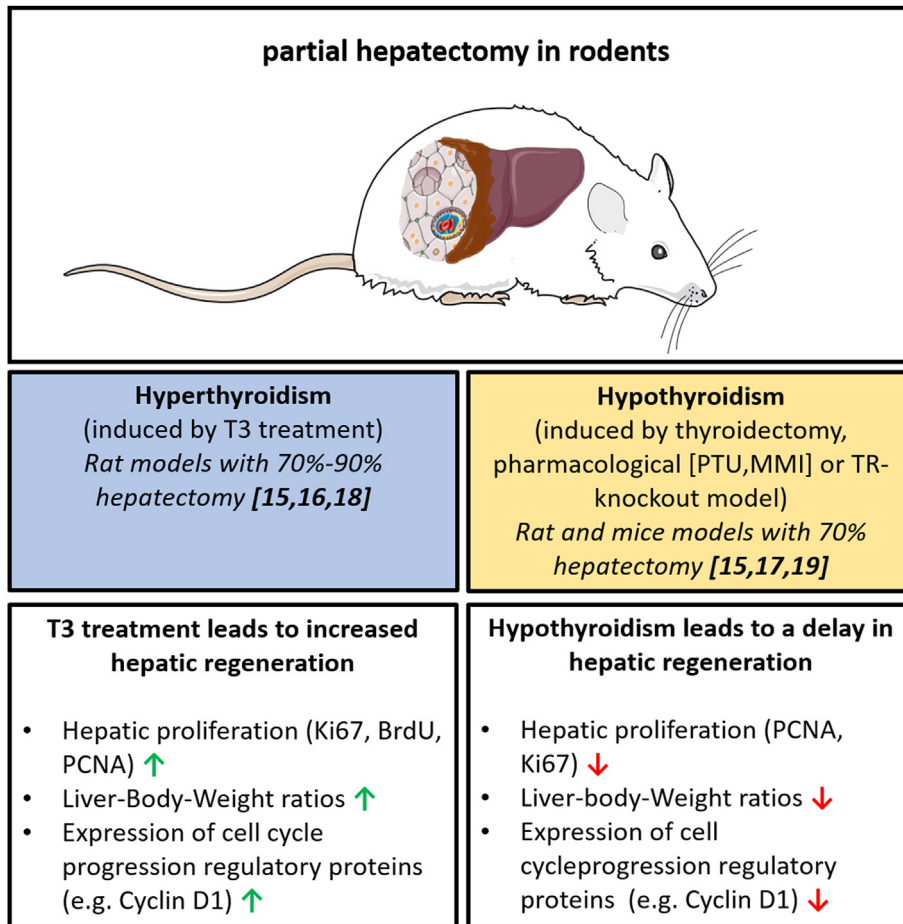 partial hepatectomy in rodents
Hyperthyroidism
(induced by T3 treatment)
Rat models with 70%-90%
hepatectomy [15,16,18]
Hypothyroidism
(induced by thyroidectomy,
pharmacological [PTU,MMI] or TR-
knockout model)
Rat and mice models with 70%
hepatectomy [15,17,19]
T3 treatment leads to increased
hepatic regeneration
• Hepatic proliferation (Ki67, BrdU,
PCNA) ↑
• Liver-Body-Weight ratios ↑
• Expression of cell cycle
progression regulatory proteins
(e.g. Cyclin D1) ↑
Hypothyroidism leads to a delay in
hepatic regeneration
• Hepatic proliferation (PCNA,
Ki67) ↓
• Liver-body-Weight ratios ↓
• Expression of cell
cycleprogression regulatory
proteins (e.g. Cyclin D1) ↓